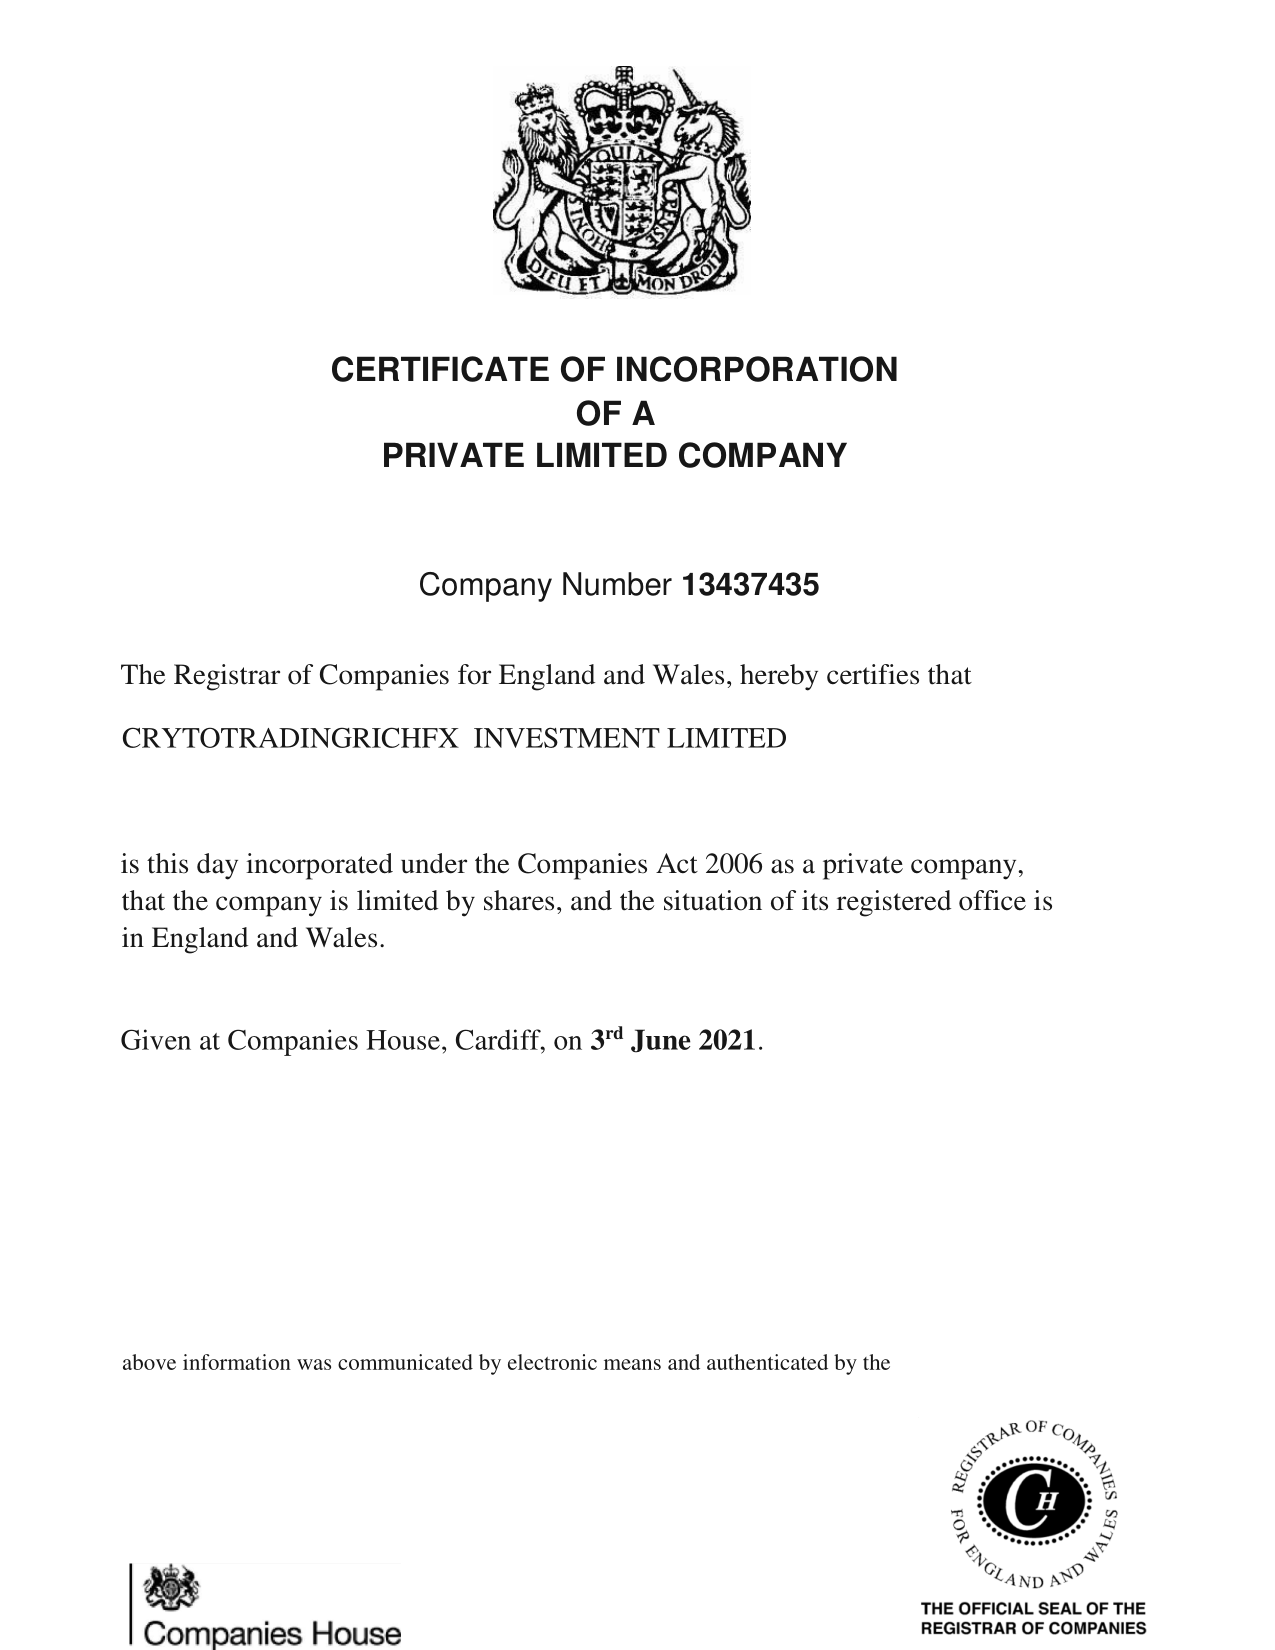 QUI
HONI
SPENSE
DIEU ET MON DROIT
CERTIFICATE OF INCORPORATION
OF A
PRIVATE LIMITED COMPANY
Company Number 13437435
The Registrar of Companies for England and Wales, hereby certifies that
CRYTOTRADINGRICHFX INVESTMENT LIMITED
is this day incorporated under the Companies Act 2006 as a private company,
that the company is limited by shares, and the situation of its registered office is
in England and Wales.
Given at Companies House, Cardiff, on 3rd June 2021.
above information was communicated by electronic means and authenticated by the
REGISTRAR OF COMPANIES
FOR ENGLAND AND WALES
CH
THE OFFICIAL SEAL OF THE
REGISTRAR OF COMPANIES
Companies House